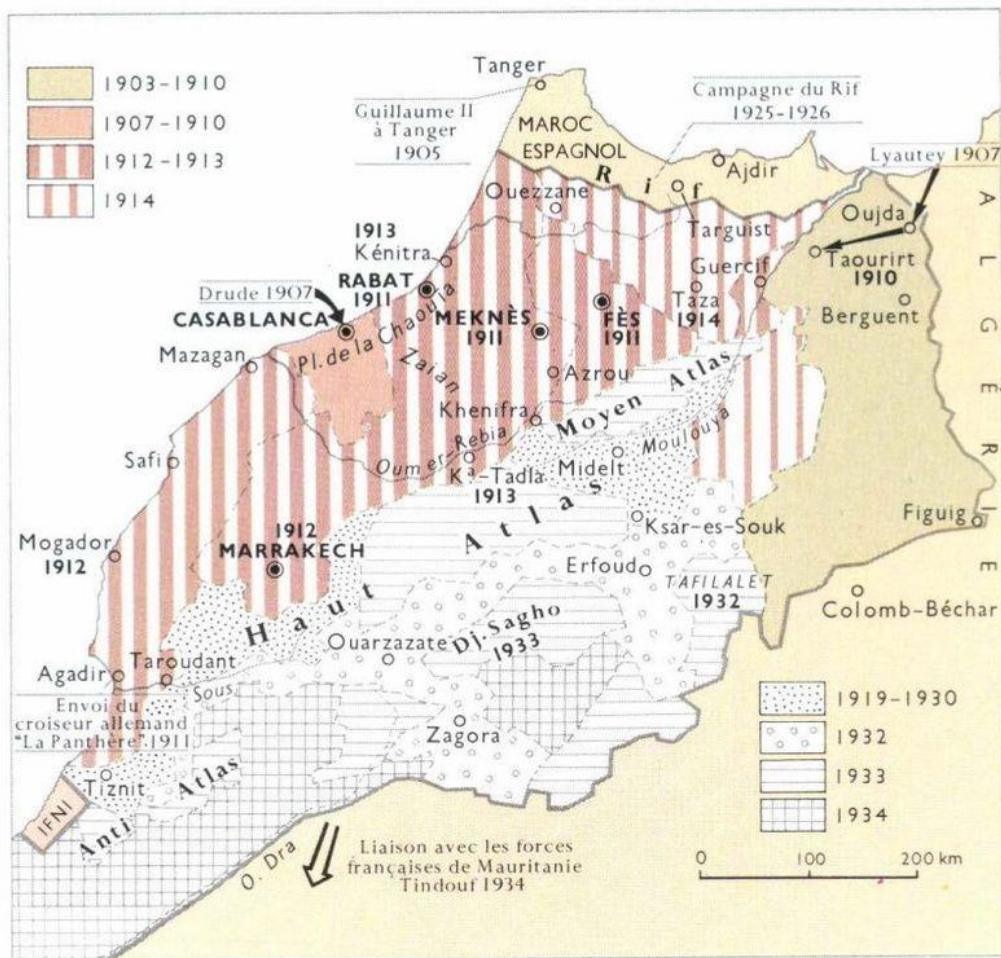 1903-1910
1907-1910
1912-1913
1914
Tanger
Guillaume II
à Tanger
1905
Campagne du Rif
1925-1926
MAROC
ESPAGNOL
Ajdir
Lyautey 1907
Rif
Ouezzane
Targuist
Oujda
ALGÉRIE
1913
Kénitra
Guercif
Taourirt
1910
RABAT
1911
Drude 1907
CASABLANCA
Pl. de la Chaouia
MEKNÈS
1911
FÈS
1911
Taza
1914
Berguent
Mazagan
Zaian
Azrou
Moyen Atlas
Khenifra
Oum er-Rebia
Moulouya
Safi
Kª-Tadla
1913
Midelt
Haut Atlas
Ksar-es-Souk
Figuig
Mogador
1912
1912
MARRAKECH
Erfoud
TAFILALET
1932
Colomb-Béchar
Ouarzazate
Dj. Sagho
1933
Agadir
Taroudant
Sous
Envoi du
croiseur allemand
"La Panthère".1911
Zagora
Tiznit
Anti Atlas
IFNI
O. Dra
Liaison avec les forces
françaises de Mauritanie
Tindouf 1934
1919-1930
1932
1933
1934
0 100 200 km